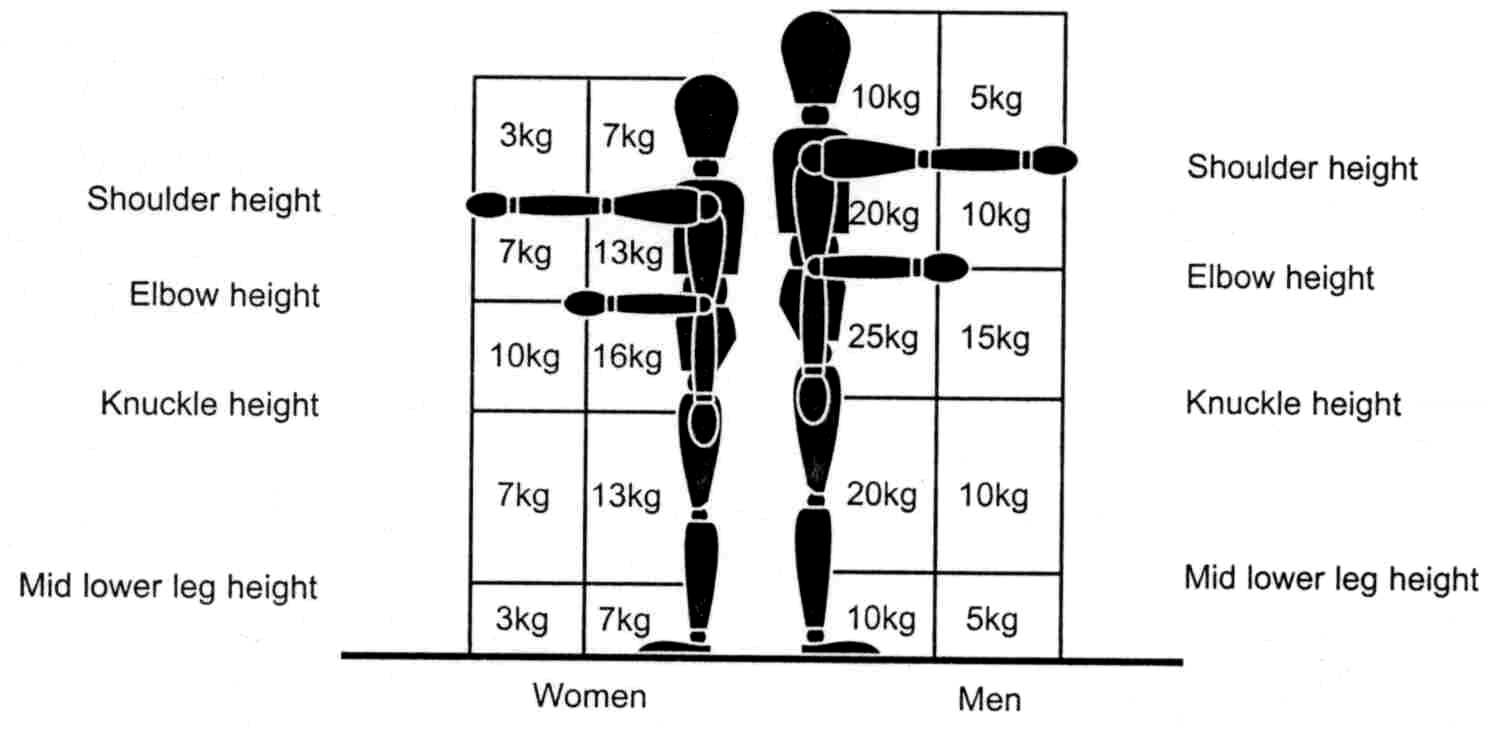 3kg 7kg 10kg 5kg
Shoulder height Shoulder height
7kg 13kg 20kg 10kg
Elbow height Elbow height
10kg 16kg 25kg 15kg
Knuckle height Knuckle height
7kg 13kg 20kg 10kg
Mid lower leg height Mid lower leg height
3kg 7kg 10kg 5kg
Women Men